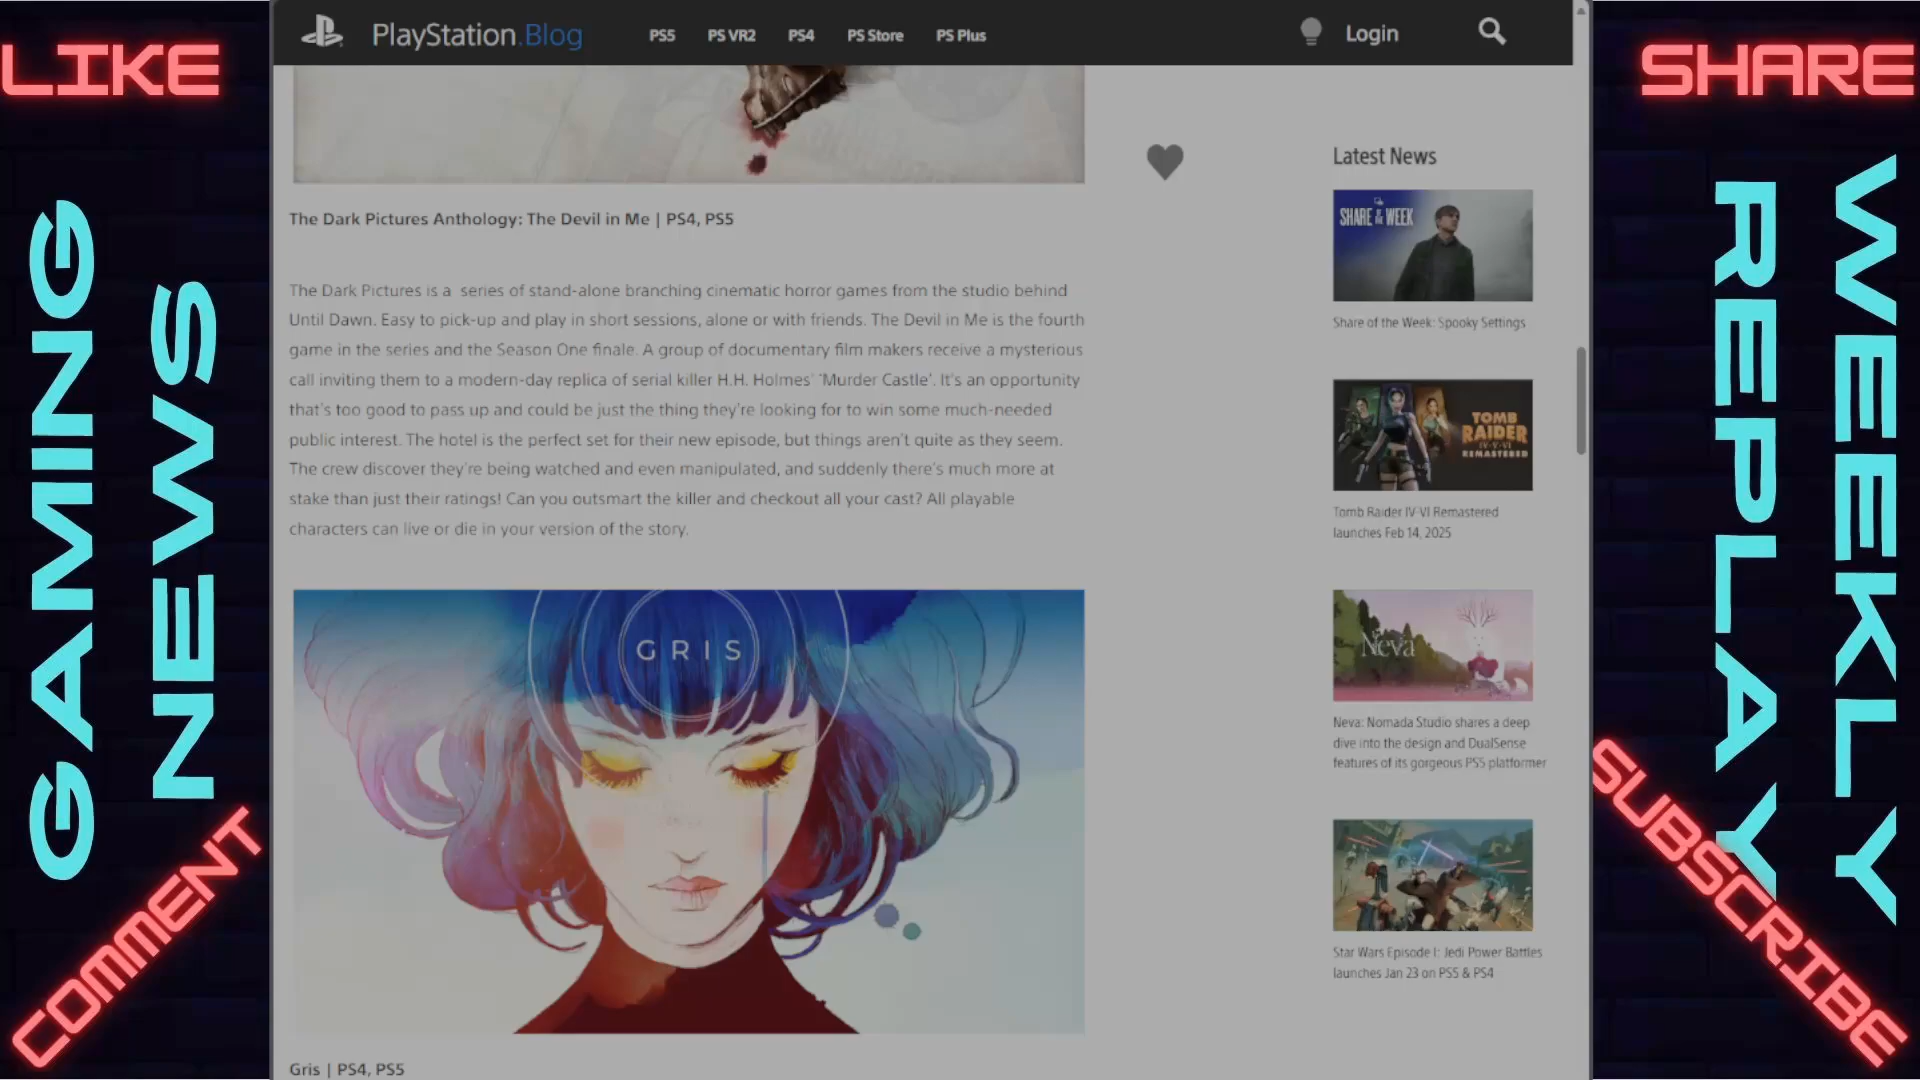 LIKE
GAMING
NEWS
COMMENT
PlayStation.Blog
PS5
PS VR2
PS4
PS Store
PS Plus
Login
The Dark Pictures Anthology: The Devil in Me | PS4, PS5
The Dark Pictures is a series of stand-alone branching cinematic horror games from the studio behind
Until Dawn. Easy to pick-up and play in short sessions, alone or with friends. The Devil in Me is the fourth
game in the series and the Season One finale. A group of documentary film makers receive a mysterious
call inviting them to a modern-day replica of serial killer H.H. Holmes' 'Murder Castle'. It's an opportunity
that's too good to pass up and could be just the thing they're looking for to win some much-needed
public interest. The hotel is the perfect set for their new episode, but things aren't quite as they seem.
The crew discover they're being watched and even manipulated, and suddenly there's much more at
stake than just their ratings! Can you outsmart the killer and checkout all your cast? All playable
characters can live or die in your version of the story.
GRIS
Gris | PS4, PS5
Latest News
SHARE OF THE WEEK
Share of the Week: Spooky Settings
TOMB
RAIDER
IV-V-VI
REMASTERED
Tomb Raider IV-VI Remastered
launches Feb 14, 2025
Neva
Neva: Nomada Studio shares a deep
dive into the design and DualSense
features of its gorgeous PS5 platformer
Star Wars Episode I: Jedi Power Battles
launches Jan 23 on PS5 & PS4
SHARE
WEEKLY
REPLAY
SUBSCRIBE